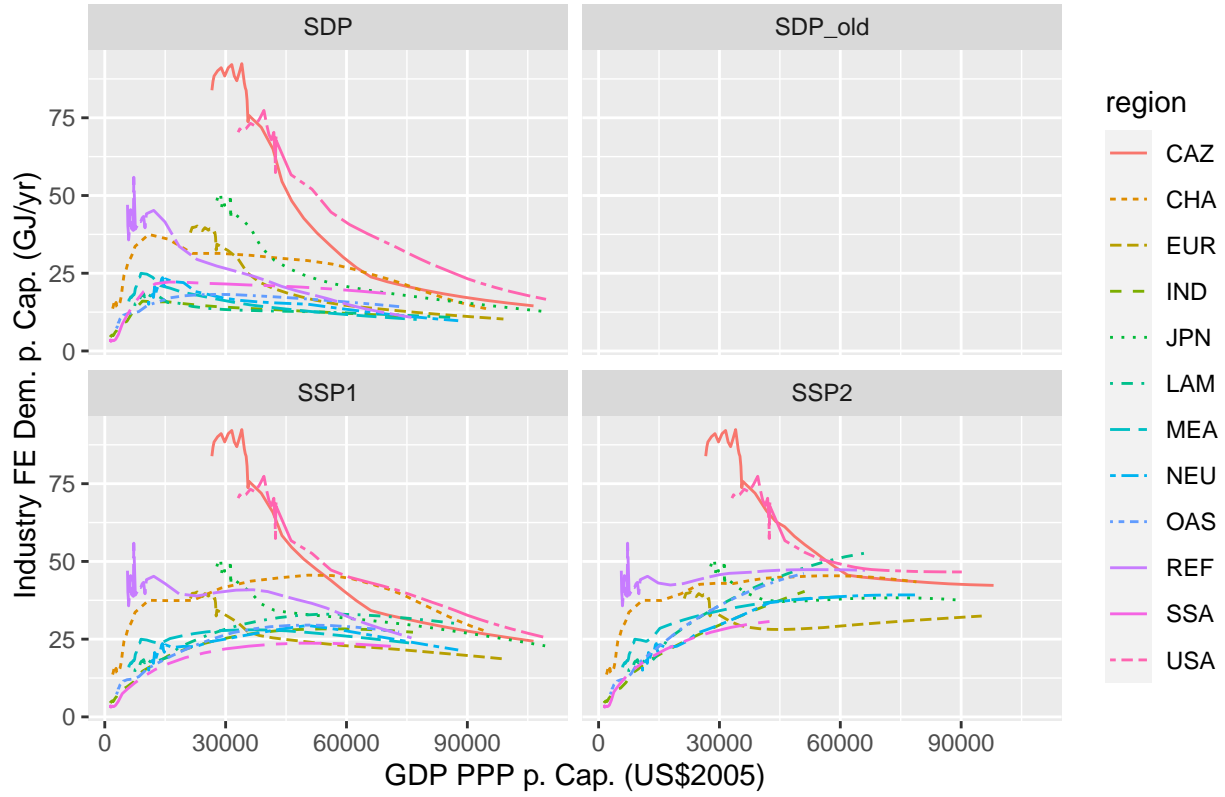 SDP
SDP_old
75
50
25
0
SSP1
SSP2
75
50
25
0
0
30000
60000
90000
0
30000
60000
90000
GDP PPP p. Cap. (US$2005)
Industry FE Dem. p. Cap. (GJ/yr)
region
CAZ
CHA
EUR
IND
JPN
LAM
MEA
NEU
OAS
REF
SSA
USA